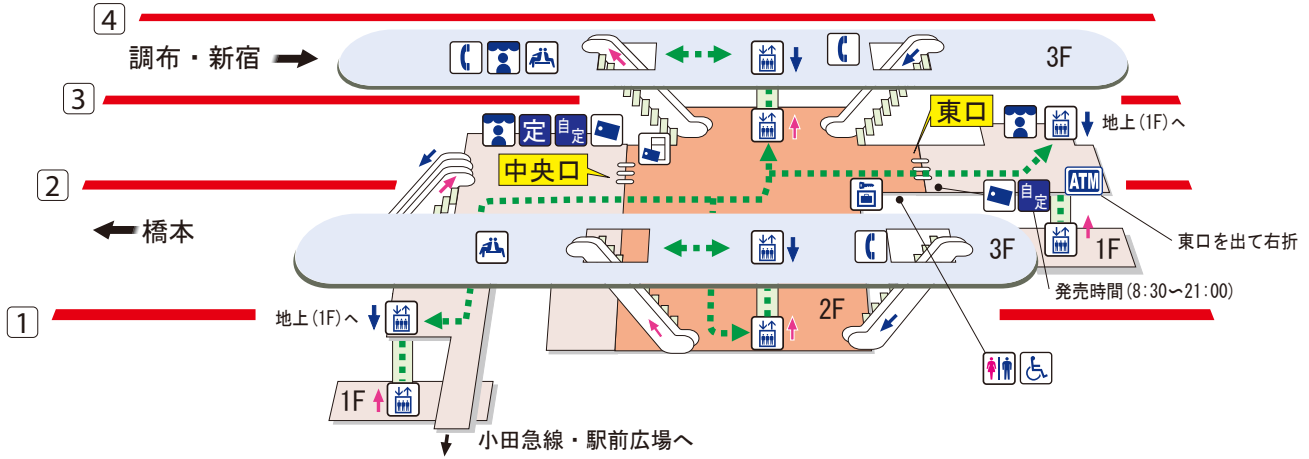 4
調布・新宿
3F
3
東口
地上(1F)へ
定
自定
中央口
2
ATM
自定
橋本
3F
1F
東口を出て右折
発売時間(8:30〜21:00)
1
地上(1F)へ
2F
1F
小田急線・駅前広場へ